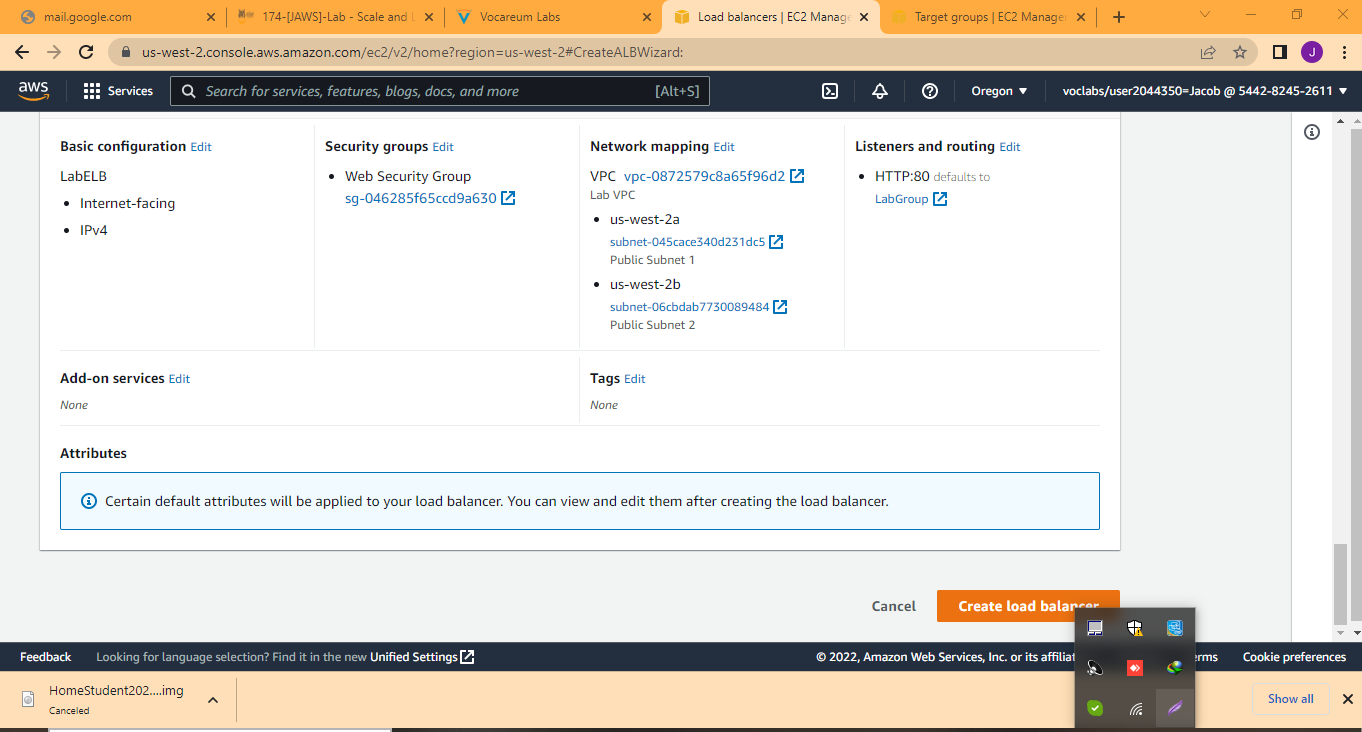 mail.google.com
174-[JAWS]-Lab - Scale and L
Vocareum Labs
Load balancers | EC2 Manage
Target groups | EC2 Manager
us-west-2.console.aws.amazon.com/ec2/v2/home?region=us-west-2#CreateALBWizard:
J
aws
Services
Search for services, features, blogs, docs, and more
[Alt+S]
Oregon
voclabs/user2044350=Jacob @ 5442-8245-2611
Basic configuration Edit
LabELB
Internet-facing
IPv4
Security groups Edit
Web Security Group
sg-046285f65ccd9a630
Network mapping Edit
VPC vpc-0872579c8a65f96d2
Lab VPC
us-west-2a
subnet-045cace340d231dc5
Public Subnet 1
us-west-2b
subnet-06cbdab7730089484
Public Subnet 2
Listeners and routing Edit
HTTP:80 defaults to
LabGroup
Add-on services Edit
None
Tags Edit
None
Attributes
Certain default attributes will be applied to your load balancer. You can view and edit them after creating the load balancer.
Cancel
Create load balancer
Feedback
Looking for language selection? Find it in the new Unified Settings
© 2022, Amazon Web Services, Inc. or its affiliat
rms
Cookie preferences
HomeStudent202....img
Canceled
Show all